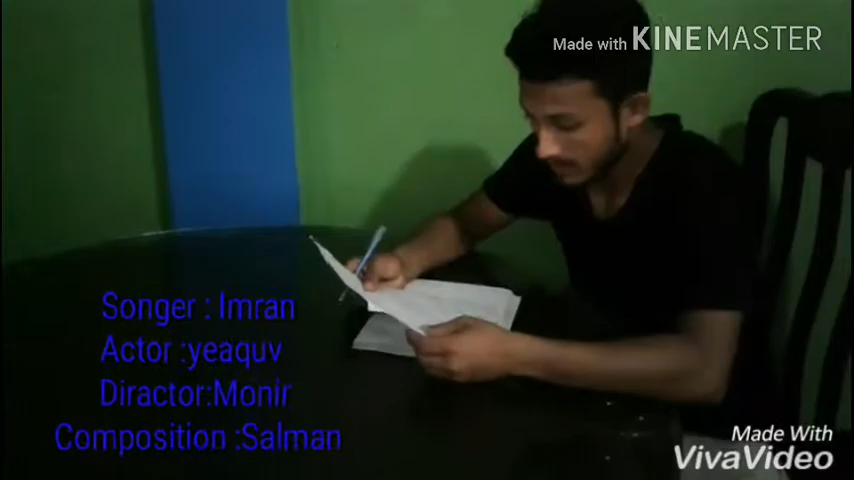 Made with KINEMASTER
Songer : Imran
Actor :yeaquv
Diractor:Monir
Composition :Salman
Made With
VivaVideo